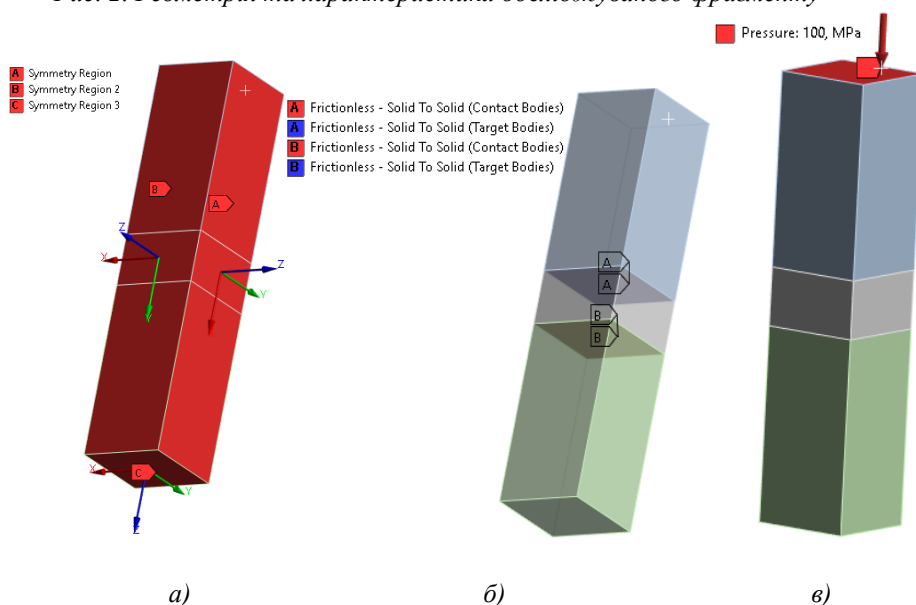 Pressure: 100, MPa
A Symmetry Region
B Symmetry Region 2
C Symmetry Region 3
A Frictionless - Solid To Solid (Contact Bodies)
A Frictionless - Solid To Solid (Target Bodies)
B Frictionless - Solid To Solid (Contact Bodies)
B Frictionless - Solid To Solid (Target Bodies)
B
A
Z
X
Z
Y
A
A
B
B
X
C
Y
Z
а)
б)
в)